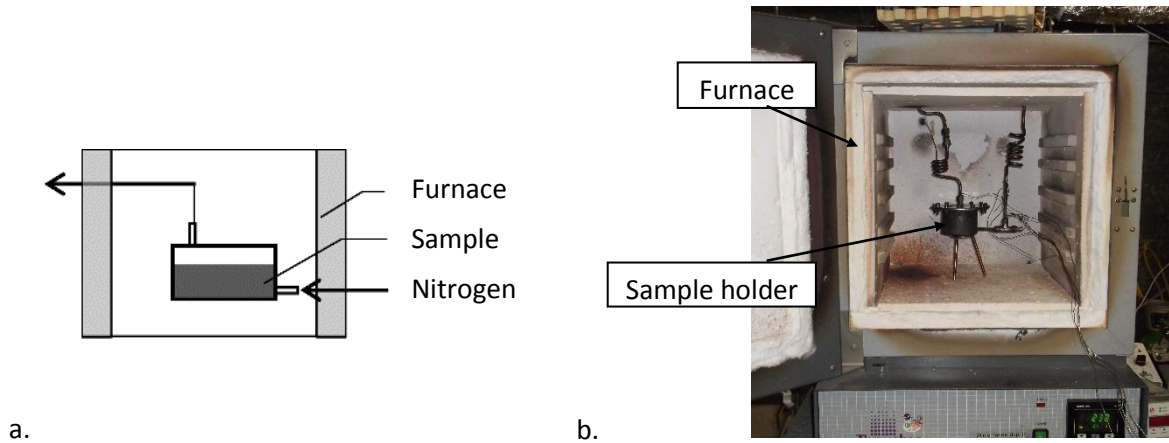 Furnace
Sample
Nitrogen
a.
Furnace
Sample holder
b.